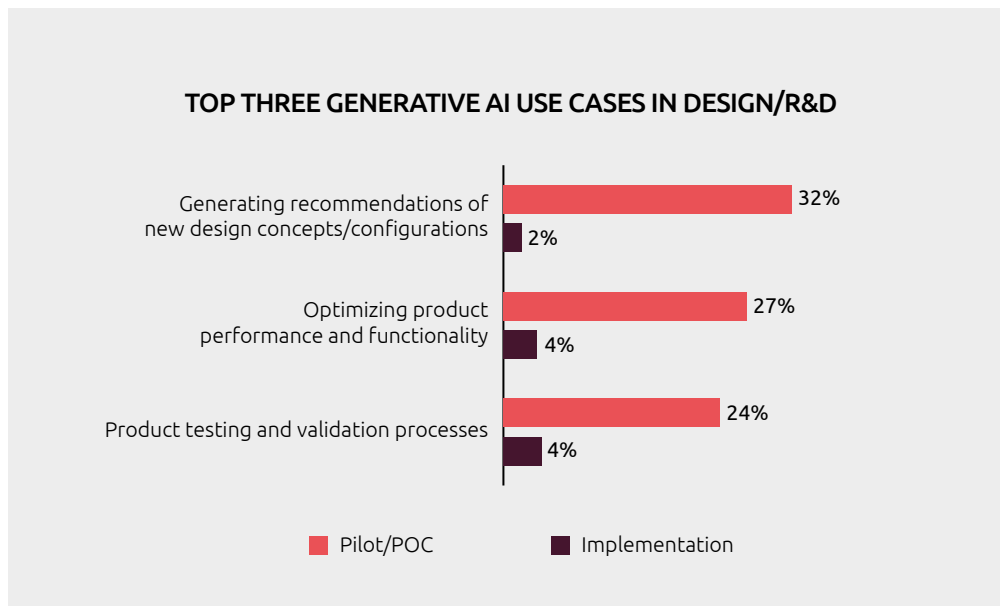 TOP THREE GENERATIVE AI USE CASES IN DESIGN/R&D
Generating recommendations of
new design concepts/configurations
32%
2%
Optimizing product
performance and functionality
27%
4%
Product testing and validation processes
24%
4%
Pilot/POC
Implementation